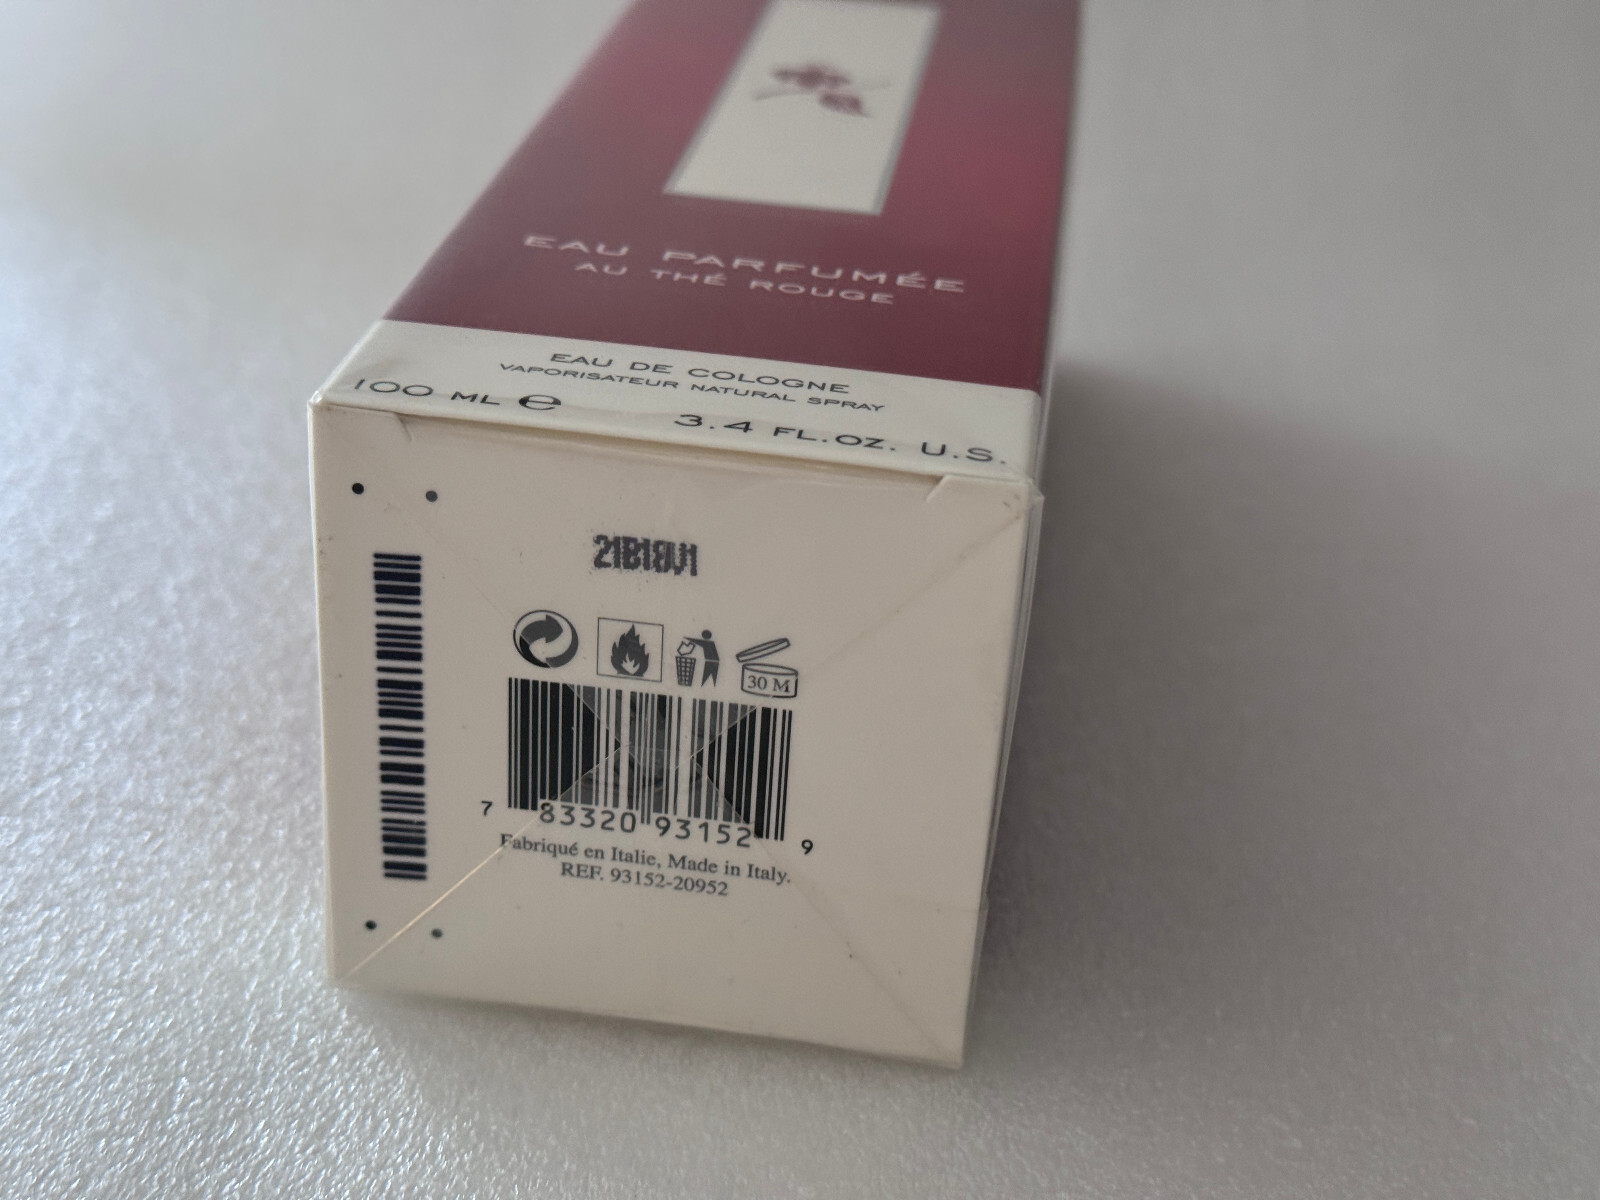 EAU PARFUMÉE
AU THÉ ROUGE
EAU DE COLOGNE
VAPORISATEUR NATURAL SPRAY
100 ML e 3.4 FL.OZ. U.S.
30 M
7 83320 93152 9
Fabriqué en Italie, Made in Italy.
REF. 93152-20952